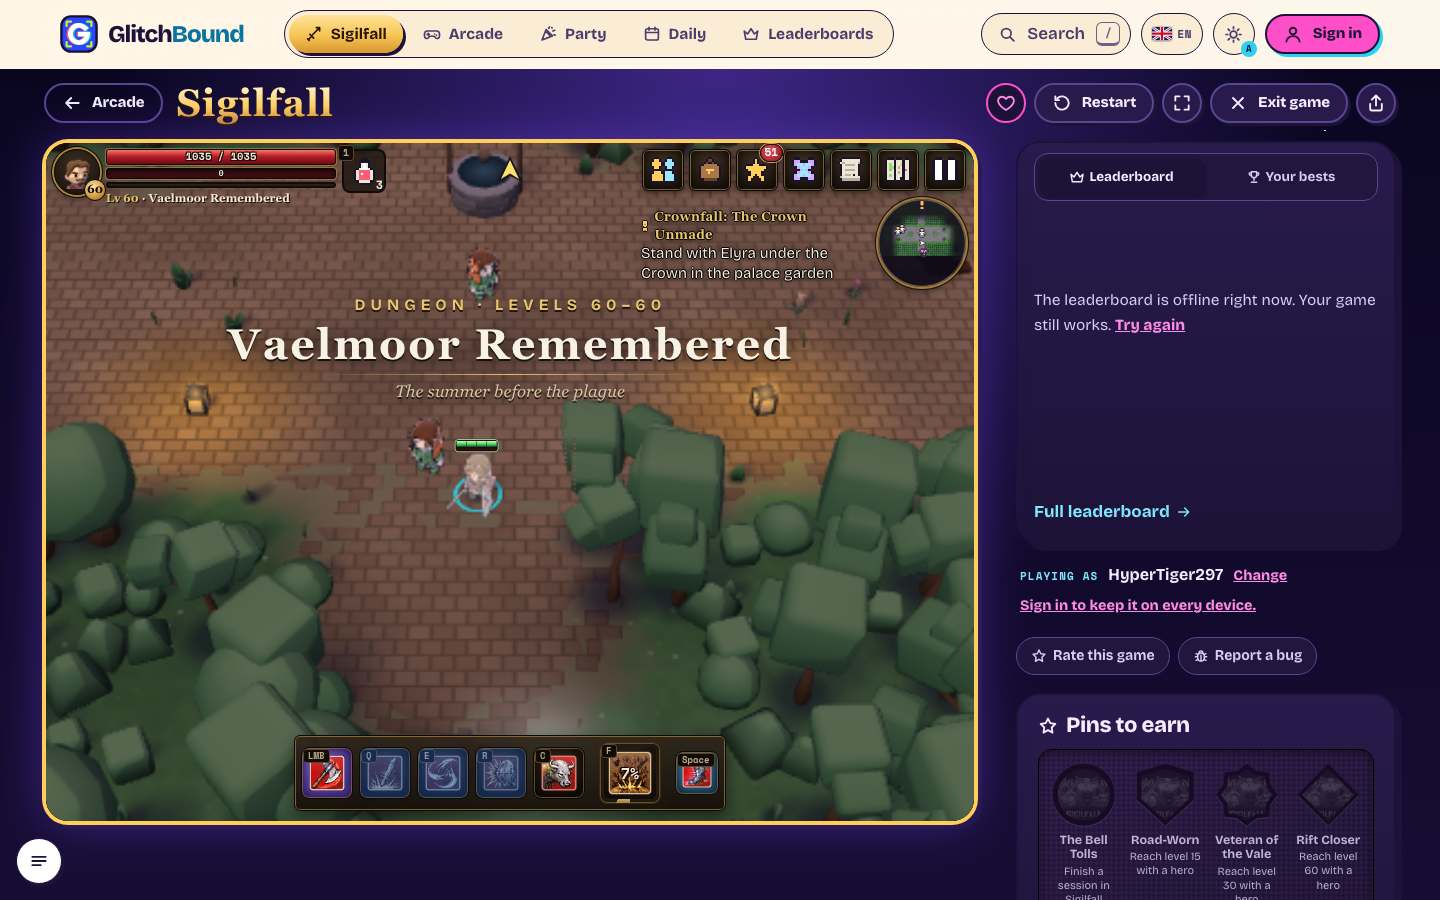 GlitchBound
Sigilfall
Arcade
Party
Daily
Leaderboards
Search /
EN
A
Sign in
Arcade
Sigilfall
Restart
Exit game
1035 / 1035
0
60
Lv 60 · Vaelmoor Remembered
1
3
51
Crownfall: The Crown
Unmade
Stand with Elyra under the
Crown in the palace garden
DUNGEON · LEVELS 60–60
Vaelmoor Remembered
The summer before the plague
LMB
Q
E
R
C
F
7%
Space
Leaderboard
Your bests
The leaderboard is offline right now. Your game
still works. Try again
Full leaderboard →
PLAYING AS HyperTiger297 Change
Sign in to keep it on every device.
Rate this game
Report a bug
Pins to earn
The Bell
Tolls
Finish a
session in
Sigilfall
Road-Worn
Reach level 15
with a hero
Veteran of
the Vale
Reach level
30 with a
hero
Rift Closer
Reach level
60 with a
hero